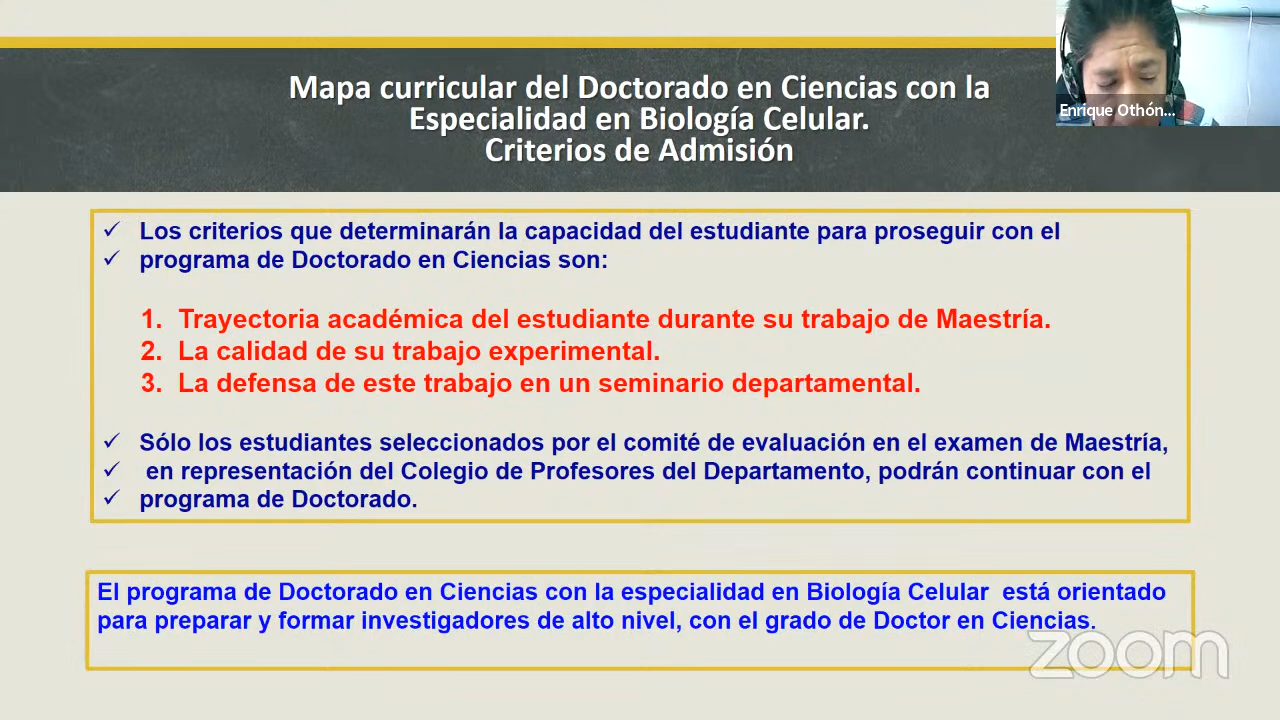 Mapa curricular del Doctorado en Ciencias con la
Especialidad en Biología Celular.
Criterios de Admisión
Enrique Othón...
✓ Los criterios que determinarán la capacidad del estudiante para proseguir con el
✓ programa de Doctorado en Ciencias son:
1. Trayectoria académica del estudiante durante su trabajo de Maestría.
2. La calidad de su trabajo experimental.
3. La defensa de este trabajo en un seminario departamental.
✓ Sólo los estudiantes seleccionados por el comité de evaluación en el examen de Maestría,
✓ en representación del Colegio de Profesores del Departamento, podrán continuar con el
✓ programa de Doctorado.
El programa de Doctorado en Ciencias con la especialidad en Biología Celular está orientado
para preparar y formar investigadores de alto nivel, con el grado de Doctor en Ciencias.
zoom